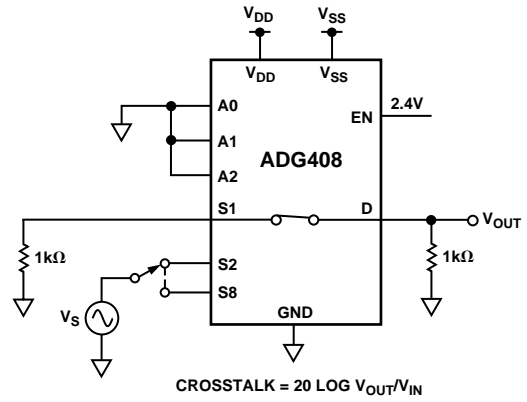 VDD VSS
VDD VSS
A0
2.4V
EN
A1
ADG408
A2
S1 D
VOUT
1kΩ 1kΩ
S2
S8
VS
GND
CROSSTALK = 20 LOG VOUT/VIN